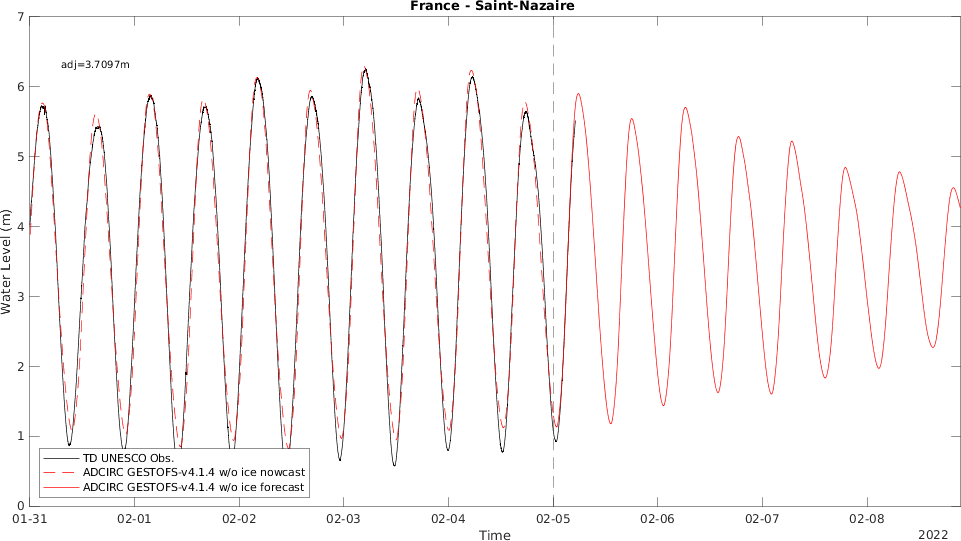 France - Saint-Nazaire
7
adj=3.7097m
6
5
4
3
2
1
0
Water Level (m)
TD UNESCO Obs.
ADCIRC GESTOFS-v4.1.4 w/o ice nowcast
ADCIRC GESTOFS-v4.1.4 w/o ice forecast
01-31 02-01 02-02 02-03 02-04 02-05 02-06 02-07 02-08
Time
2022